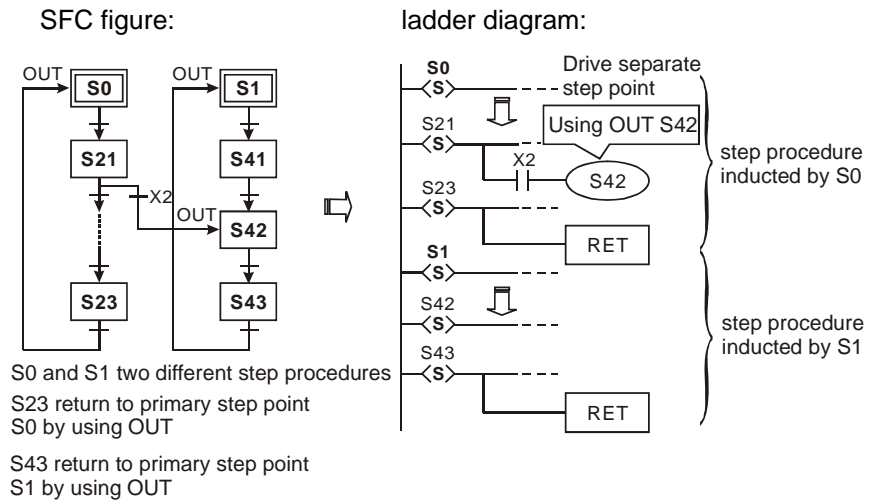 SFC figure:
ladder diagram:
OUT
S0
OUT
S1
S21
S41
X2
OUT
S42
S23
S43
S0 and S1 two different step procedures
S23 return to primary step point
S0 by using OUT
S43 return to primary step point
S1 by using OUT
S0
S
Drive separate
step point
S21
S
Using OUT S42
X2
S42
S23
S
RET
step procedure
inducted by S0
S1
S
S42
S
S43
S
RET
step procedure
inducted by S1